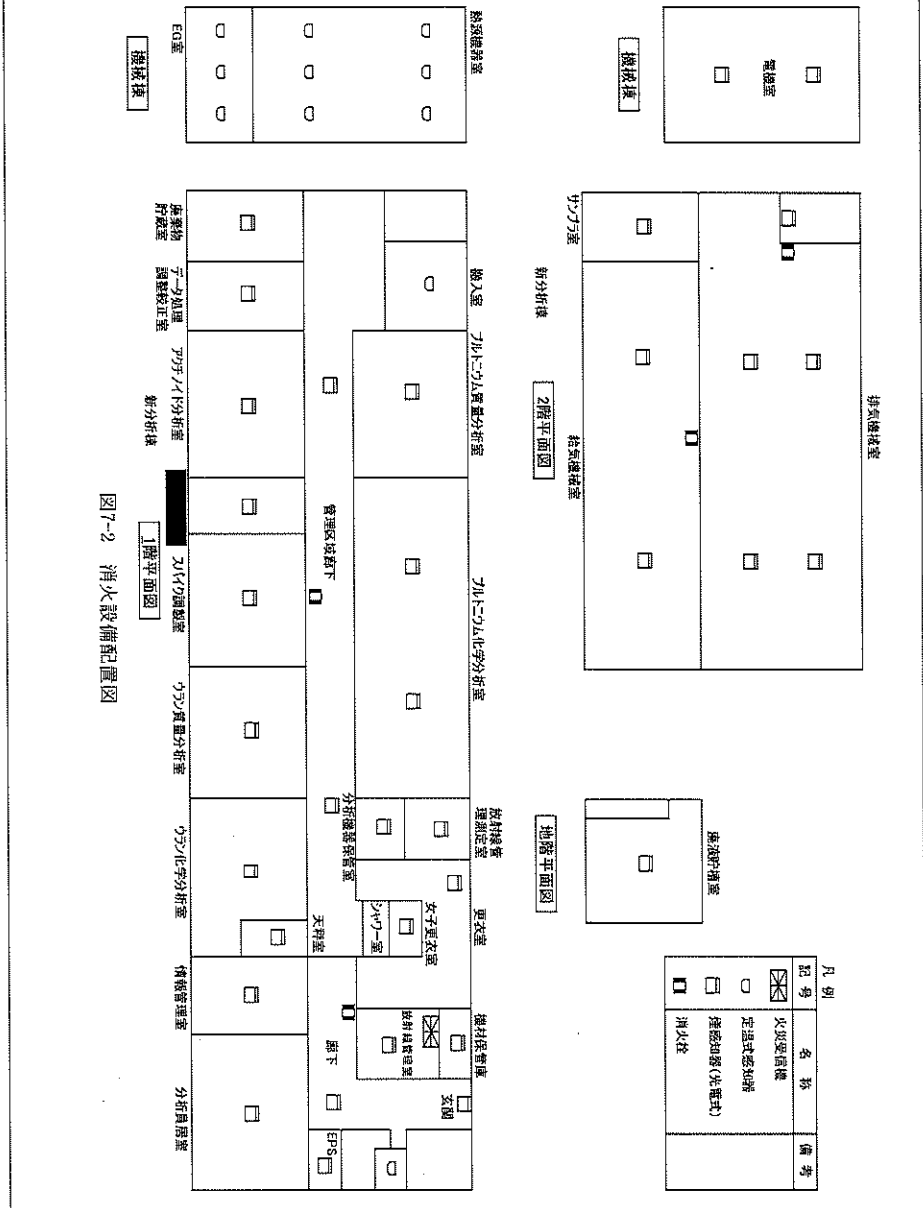 電機室
機械棟
熱源機器室
EG室
機械棟
排気機械室
サンプラ室
給気機械室
新分析棟
2階平面図
廃液貯槽室
地階平面図
凡例
記号 名称 備考
火災受信機
定温式感知器
煙感知器(光電式)
消火栓
搬入室
プルトニウム質量分析室
プルトニウム化学分析室
放射線管
理測定室
更衣室
機材保管庫
分析機器保管室
女子更衣室
シャワー室
放射線管理室
玄関
管理区域廊下
天秤室
廊下
EPS
廃棄物
貯蔵室
データ処理
調整較正室
アクチノイド分析室
スパイク調製室
ウラン質量分析室
ウラン化学分析室
情報管理室
分析員居室
新分析棟
1階平面図
図7-2 消火設備配置図